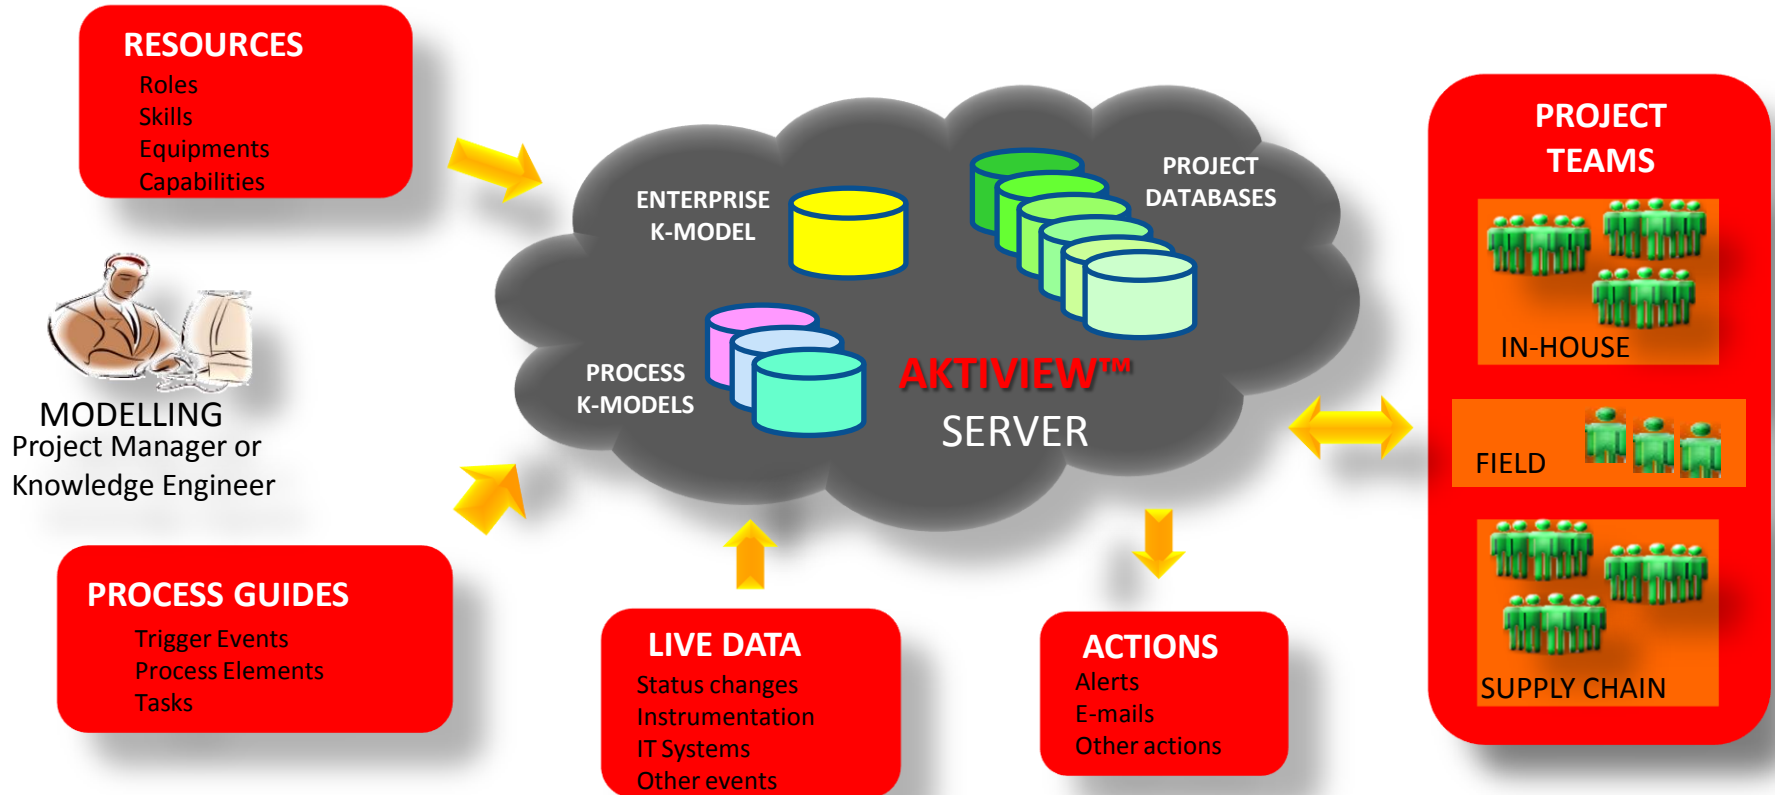 RESOURCES
Roles
Skills
Equipments
Capabilities
MODELLING
Project Manager or
Knowledge Engineer
PROCESS GUIDES
Trigger Events
Process Elements
Tasks
ENTERPRISE
K-MODEL
PROJECT
DATABASES
PROCESS
K-MODELS
AKTIVIEW™
SERVER
LIVE DATA
Status changes
Instrumentation
IT Systems
Other events
ACTIONS
Alerts
E-mails
Other actions
PROJECT
TEAMS
IN-HOUSE
FIELD
SUPPLY CHAIN